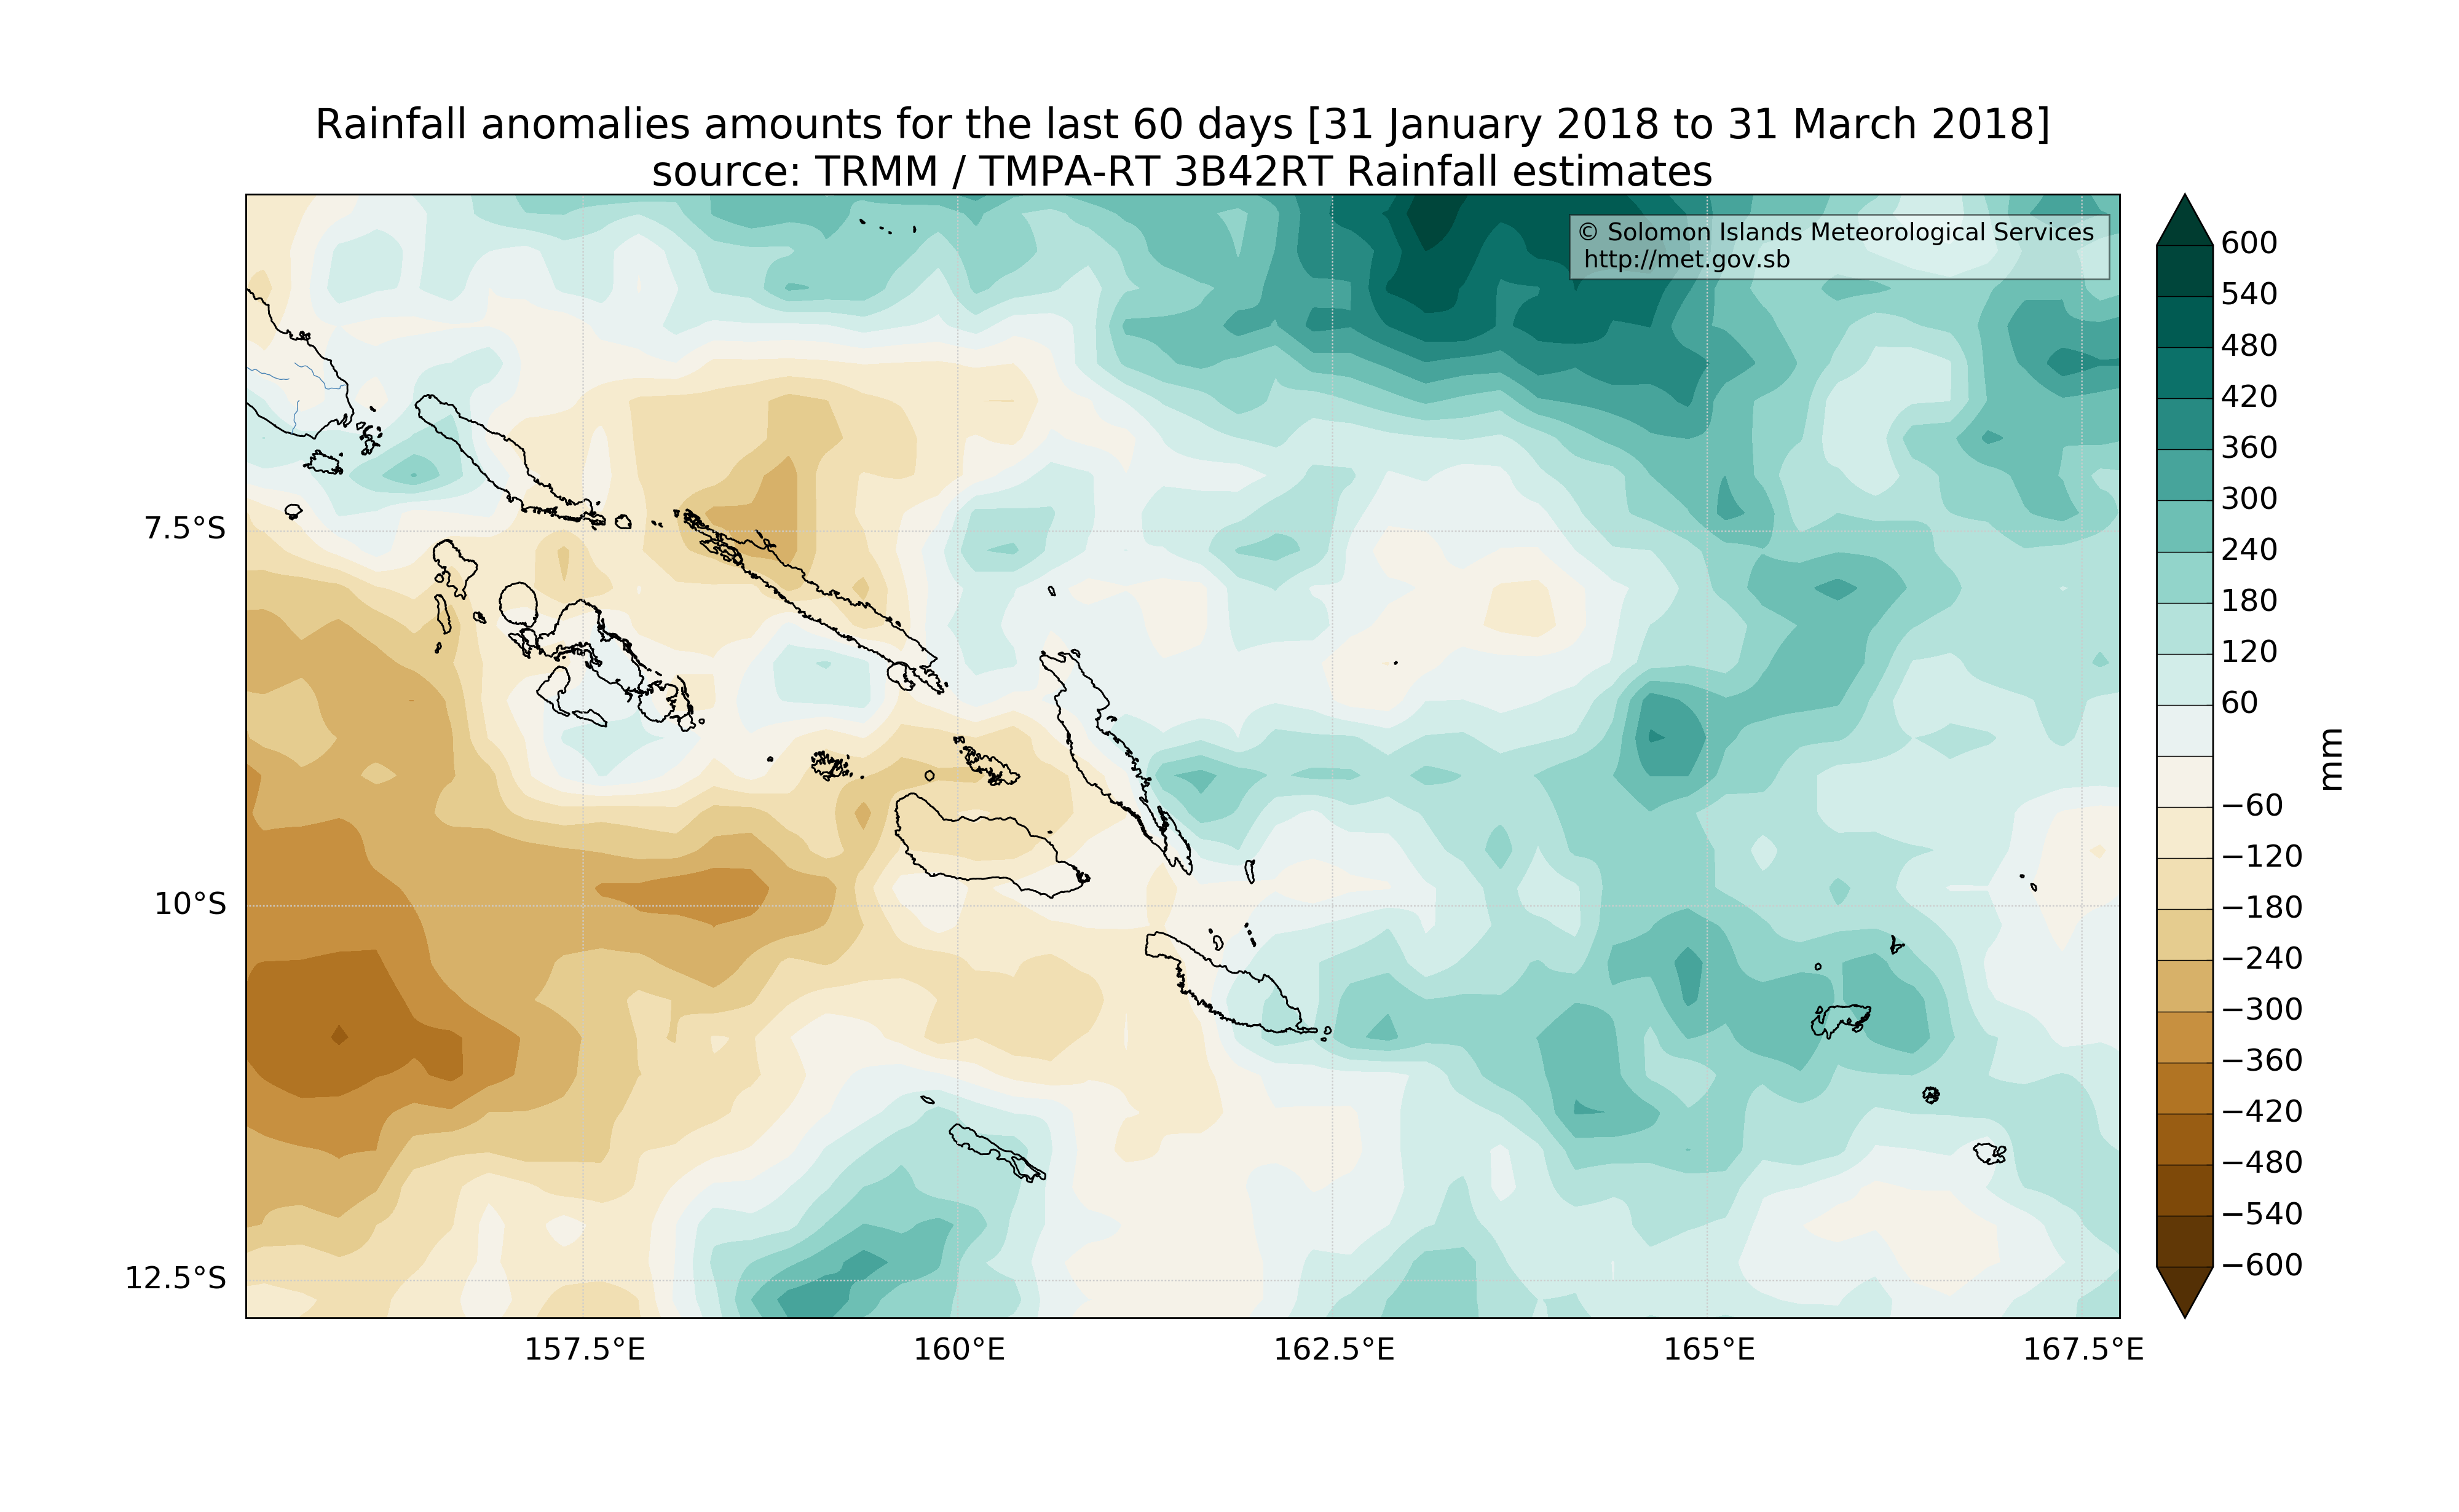 Rainfall anomalies amounts for the last 60 days [31 January 2018 to 31 March 2018]
source: TRMM / TMPA-RT 3B42RT Rainfall estimates
© Solomon Islands Meteorological Services
http://met.gov.sb
7.5°S
10°S
12.5°S
157.5°E
160°E
162.5°E
165°E
167.5°E
600
540
480
420
360
300
240
180
120
60
−60
−120
−180
−240
−300
−360
−420
−480
−540
−600
mm